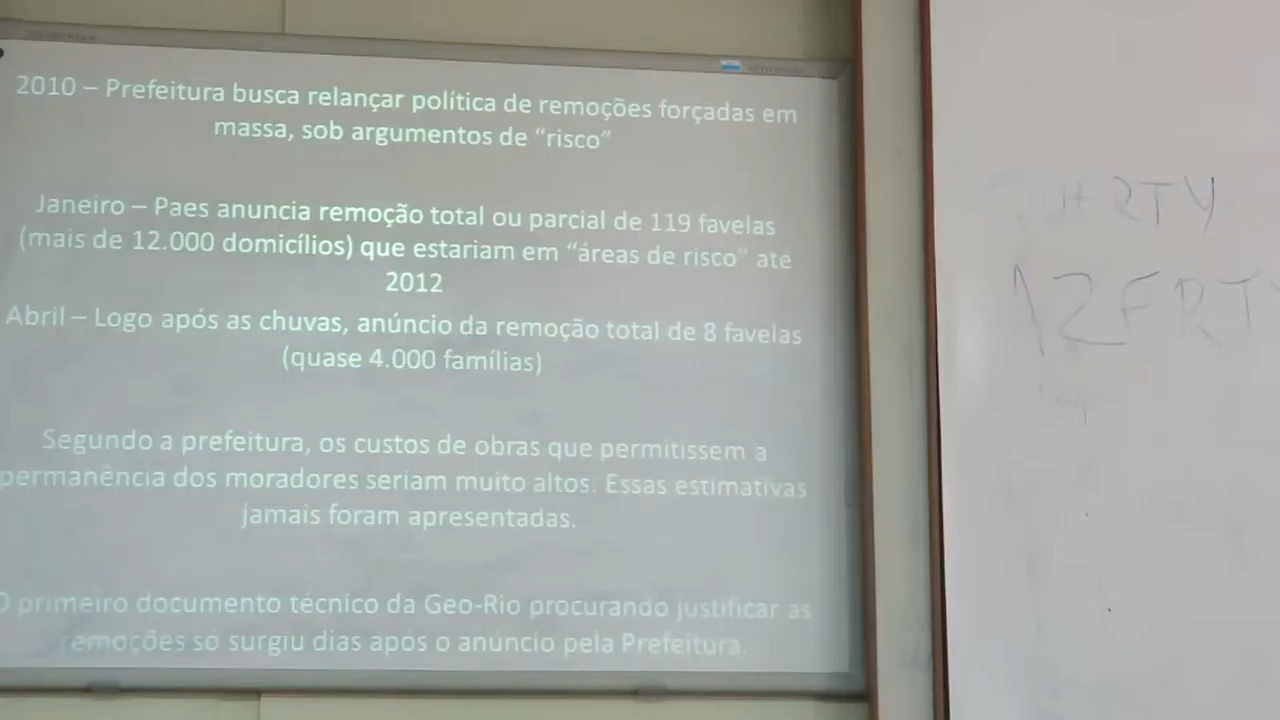 2010 – Prefeitura busca relançar política de remoções forçadas em
massa, sob argumentos de “risco”
Janeiro – Paes anuncia remoção total ou parcial de 119 favelas
(mais de 12.000 domicílios) que estariam em “áreas de risco” até
2012
Abril – Logo após as chuvas, anúncio da remoção total de 8 favelas
(quase 4.000 famílias)
Segundo a prefeitura, os custos de obras que permitissem a
permanência dos moradores seriam muito altos. Essas estimativas
jamais foram apresentadas.
O primeiro documento técnico da Geo-Rio procurando justificar as
remoções só surgiu dias após o anúncio pela Prefeitura.
QWERTY
AZERTY